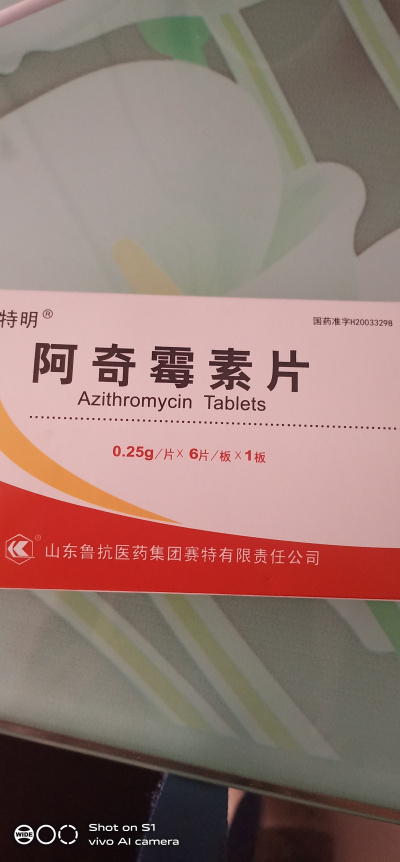 特明®
国药准字H20033298
阿奇霉素片
Azithromycin Tablets
0.25g/片×6片/板×1板
山东鲁抗医药集团赛特有限责任公司
WIDE
Shot on S1
vivo AI camera